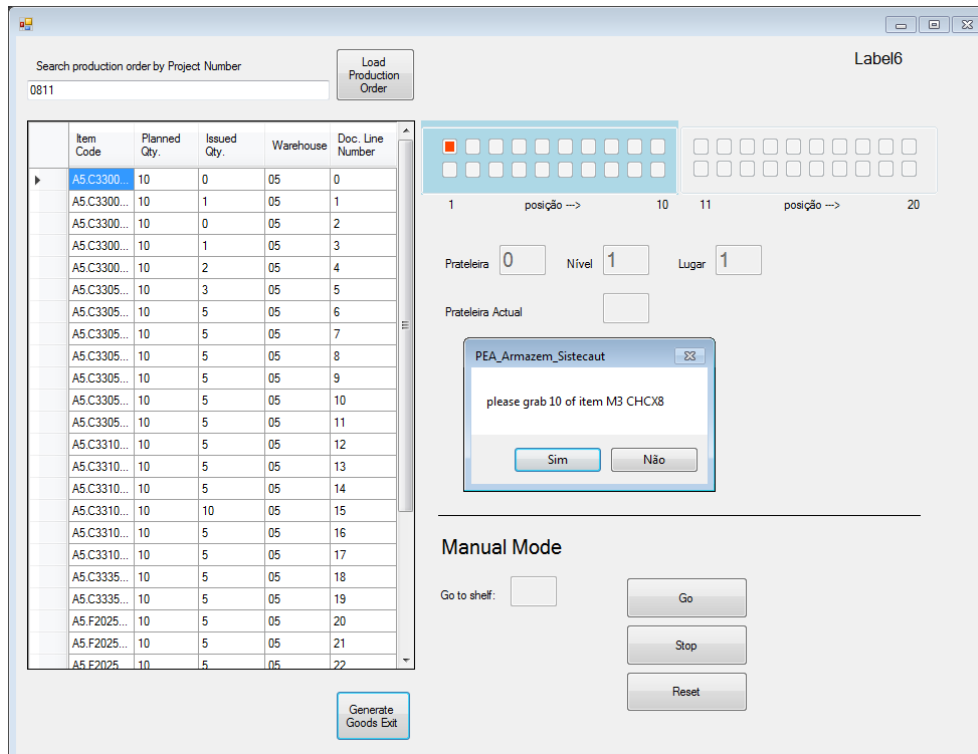 Search production order by Project Number
Load
Production
Order
Label6
0811
Item Code Planned Qty. Issued Qty. Warehouse Doc. Line Number
A5.C3300... 10 0 05 0
A5.C3300... 10 1 05 1
A5.C3300... 10 0 05 2
A5.C3300... 10 1 05 3
A5.C3300... 10 2 05 4
A5.C3305... 10 3 05 5
A5.C3305... 10 5 05 6
A5.C3305... 10 5 05 7
A5.C3305... 10 5 05 8
A5.C3305... 10 5 05 9
A5.C3305... 10 5 05 10
A5.C3305... 10 5 05 11
A5.C3310... 10 5 05 12
A5.C3310... 10 5 05 13
A5.C3310... 10 5 05 14
A5.C3310... 10 10 05 15
A5.C3310... 10 5 05 16
A5.C3310... 10 5 05 17
A5.C3335... 10 5 05 18
A5.C3335... 10 5 05 19
A5.F2025... 10 5 05 20
A5.F2025... 10 5 05 21
A5.F2025... 10 5 05 22
1 posição ---> 10 11 posição ---> 20
Prateleira 0 Nível 1 Lugar 1
Prateleira Actual
PEA_Armazem_Sistecaut
please grab 10 of item M3 CHCX8
Sim Não
Manual Mode
Go to shelf:
Go
Stop
Reset
Generate
Goods Exit